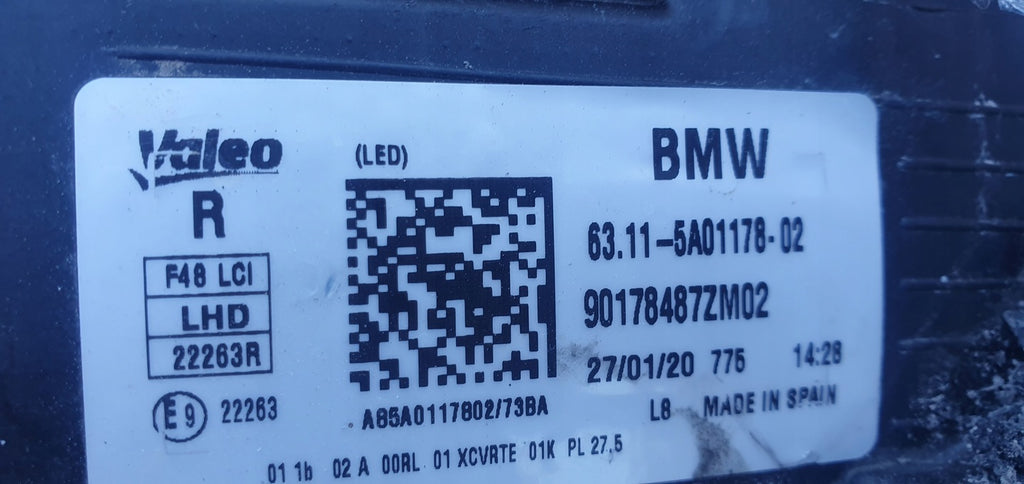 Valeo
(LED)
BMW
R
63.11-5A01178-02
F48 LCI
LHD
22263R
90178487ZM02
27/01/20 775 14:28
E9 22263
A85A0117802/73BA
L8 MADE IN SPAIN
01 1b 02 A 00RL 01 XCVRTE 01K PL 27.5